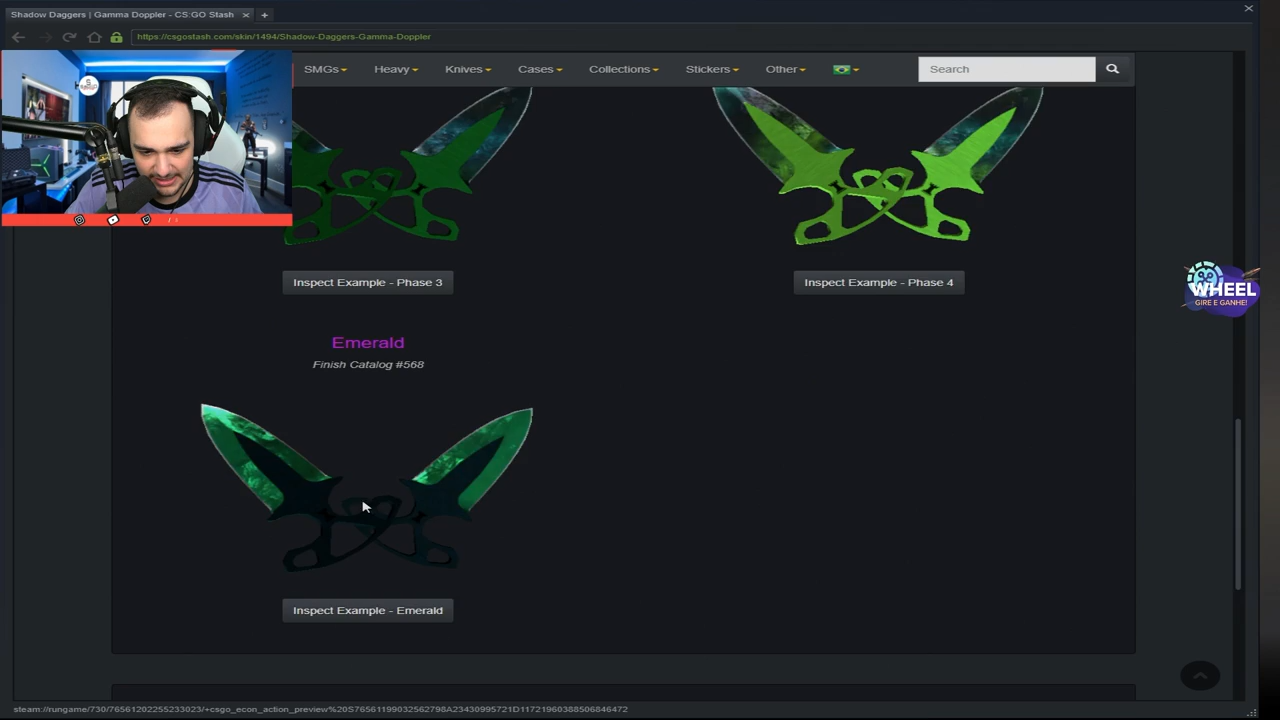 Shadow Daggers | Gamma Doppler - CS:GO Stash
https://csgostash.com/skin/1494/Shadow-Daggers-Gamma-Doppler
SMGs Heavy Knives Cases Collections Stickers Other Search
Inspect Example - Phase 3
Inspect Example - Phase 4
WHEEL
GIRE E GANHE!
Emerald
Finish Catalog #568
Inspect Example - Emerald
steam://rungame/730/76561202255233023/+csgo_econ_action_preview%20S76561199032562798A23430995721D11721960388506846472